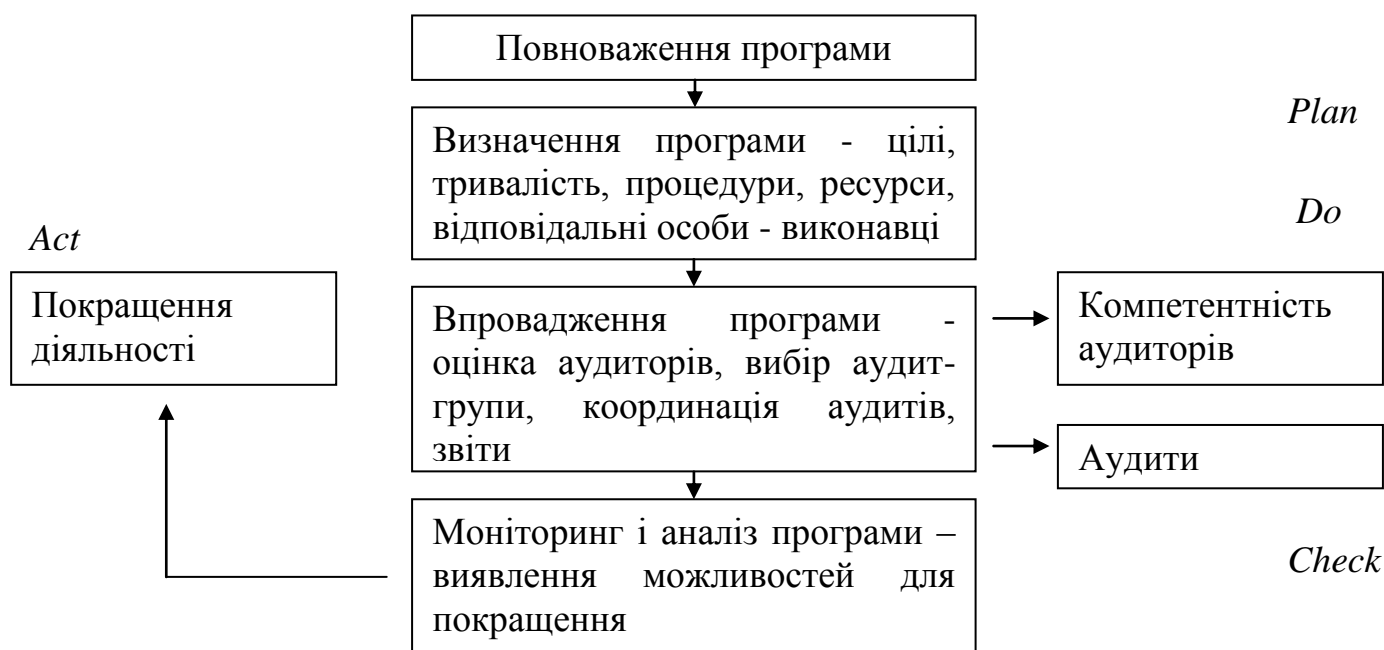 Повноваження програми
Plan
Визначення програми - цілі,
тривалість, процедури, ресурси,
відповідальні особи - виконавці
Do
Act
Покращення
діяльності
Впровадження програми -
оцінка аудиторів, вибір аудит-
групи, координація аудитів,
звіти
Компетентність
аудиторів
Аудити
Моніторинг і аналіз програми –
виявлення можливостей для
покращення
Check